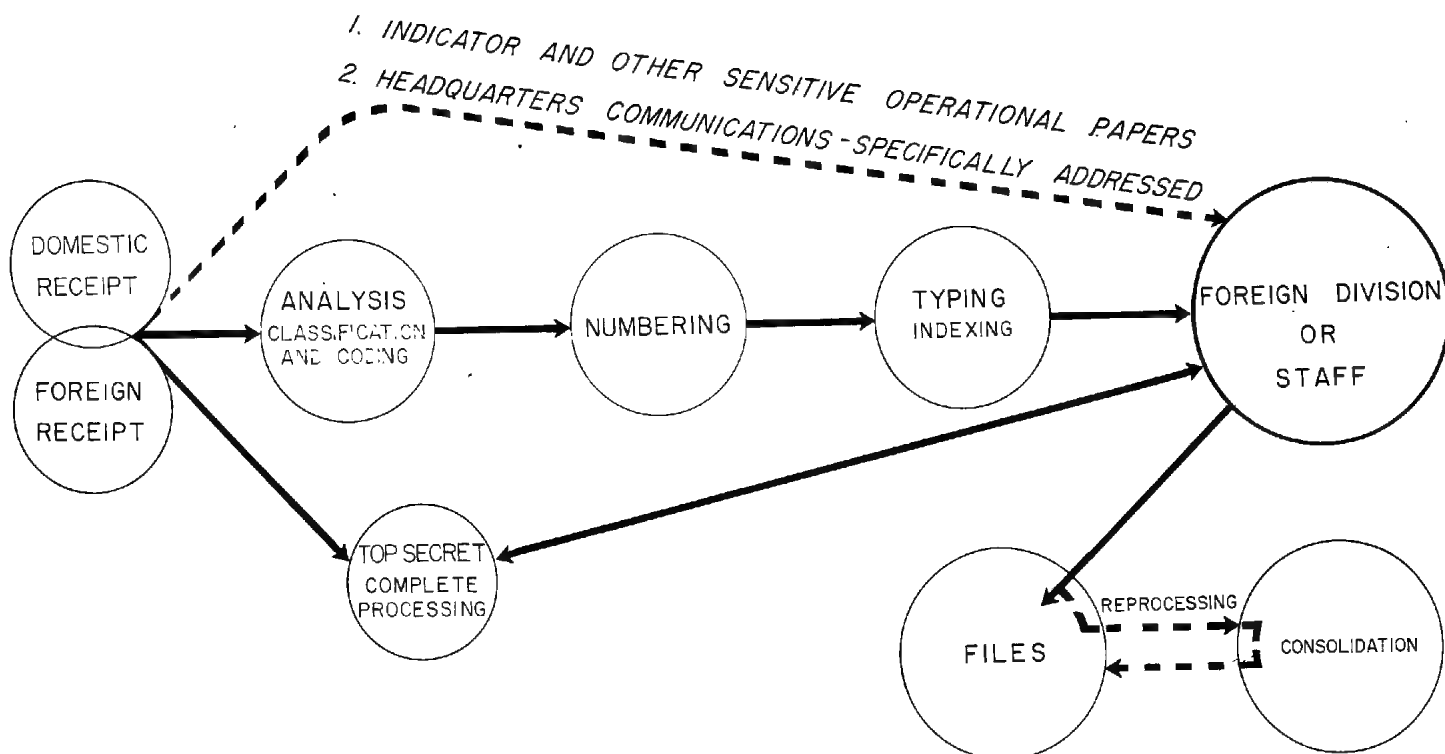 1. INDICATOR AND OTHER SENSITIVE OPERATIONAL PAPERS
2. HEADQUARTERS COMMUNICATIONS - SPECIFICALLY ADDRESSED
DOMESTIC
RECEIPT
FOREIGN
RECEIPT
ANALYSIS
CLASSIFICATION
AND CODING
NUMBERING
TYPING
INDEXING
FOREIGN DIVISION
OR
STAFF
TOP SECRET
COMPLETE
PROCESSING
FILES
REPROCESSING
CONSOLIDATION